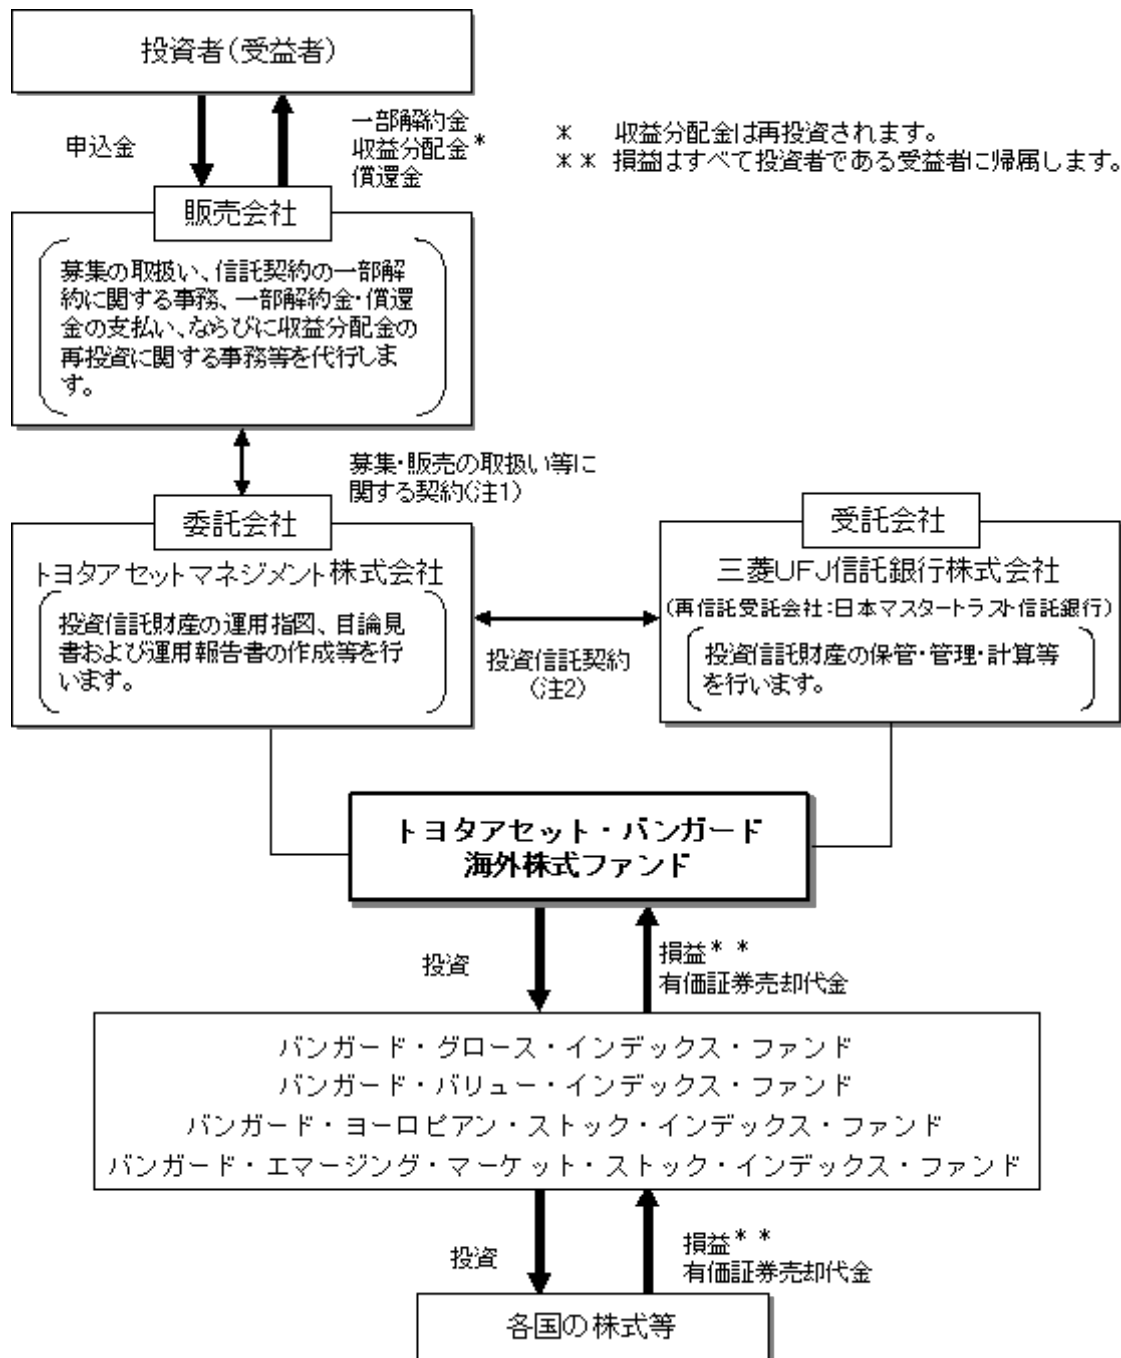 投資者（受益者）
申込金
一部解約金
収益分配金＊
償還金
＊　収益分配金は再投資されます。
＊＊ 損益はすべて投資者である受益者に帰属します。
販売会社
募集の取扱い、信託契約の一部解
約に関する事務、一部解約金・償還
金の支払い、ならびに収益分配金の
再投資に関する事務等を代行しま
す。
募集・販売の取扱い等に
関する契約(注1)
委託会社
トヨタアセットマネジメント株式会社
投資信託財産の運用指図、目論見
書および運用報告書の作成等を行
います。
投資信託契約
(注2)
受託会社
三菱UFJ信託銀行株式会社
(再信託受託会社：日本マスタートラスト信託銀行)
投資信託財産の保管・管理・計算等
を行います。
トヨタアセット・バンガード
海外株式ファンド
投資
損益＊＊
有価証券売却代金
バンガード・グロース・インデックス・ファンド
バンガード・バリュー・インデックス・ファンド
バンガード・ヨーロピアン・ストック・インデックス・ファンド
バンガード・エマージング・マーケット・ストック・インデックス・ファンド
投資
損益＊＊
有価証券売却代金
各国の株式等